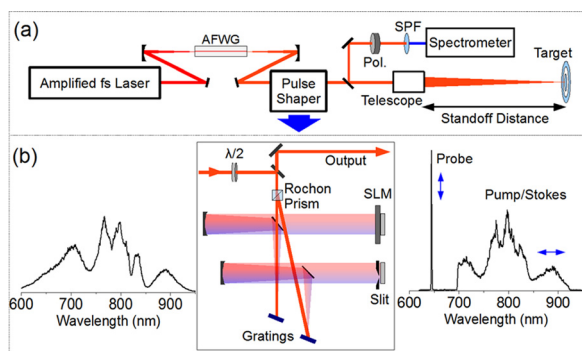 (a)
AFWG
Amplified fs Laser
Pulse
Shaper
SPF
Pol.
Spectrometer
Target
Telescope
Standoff Distance
(b)
λ/2
Output
Rochon
Prism
SLM
Slit
Gratings
Probe
Pump/Stokes
600 700 800 900
Wavelength (nm)
600 700 800 900
Wavelength (nm)